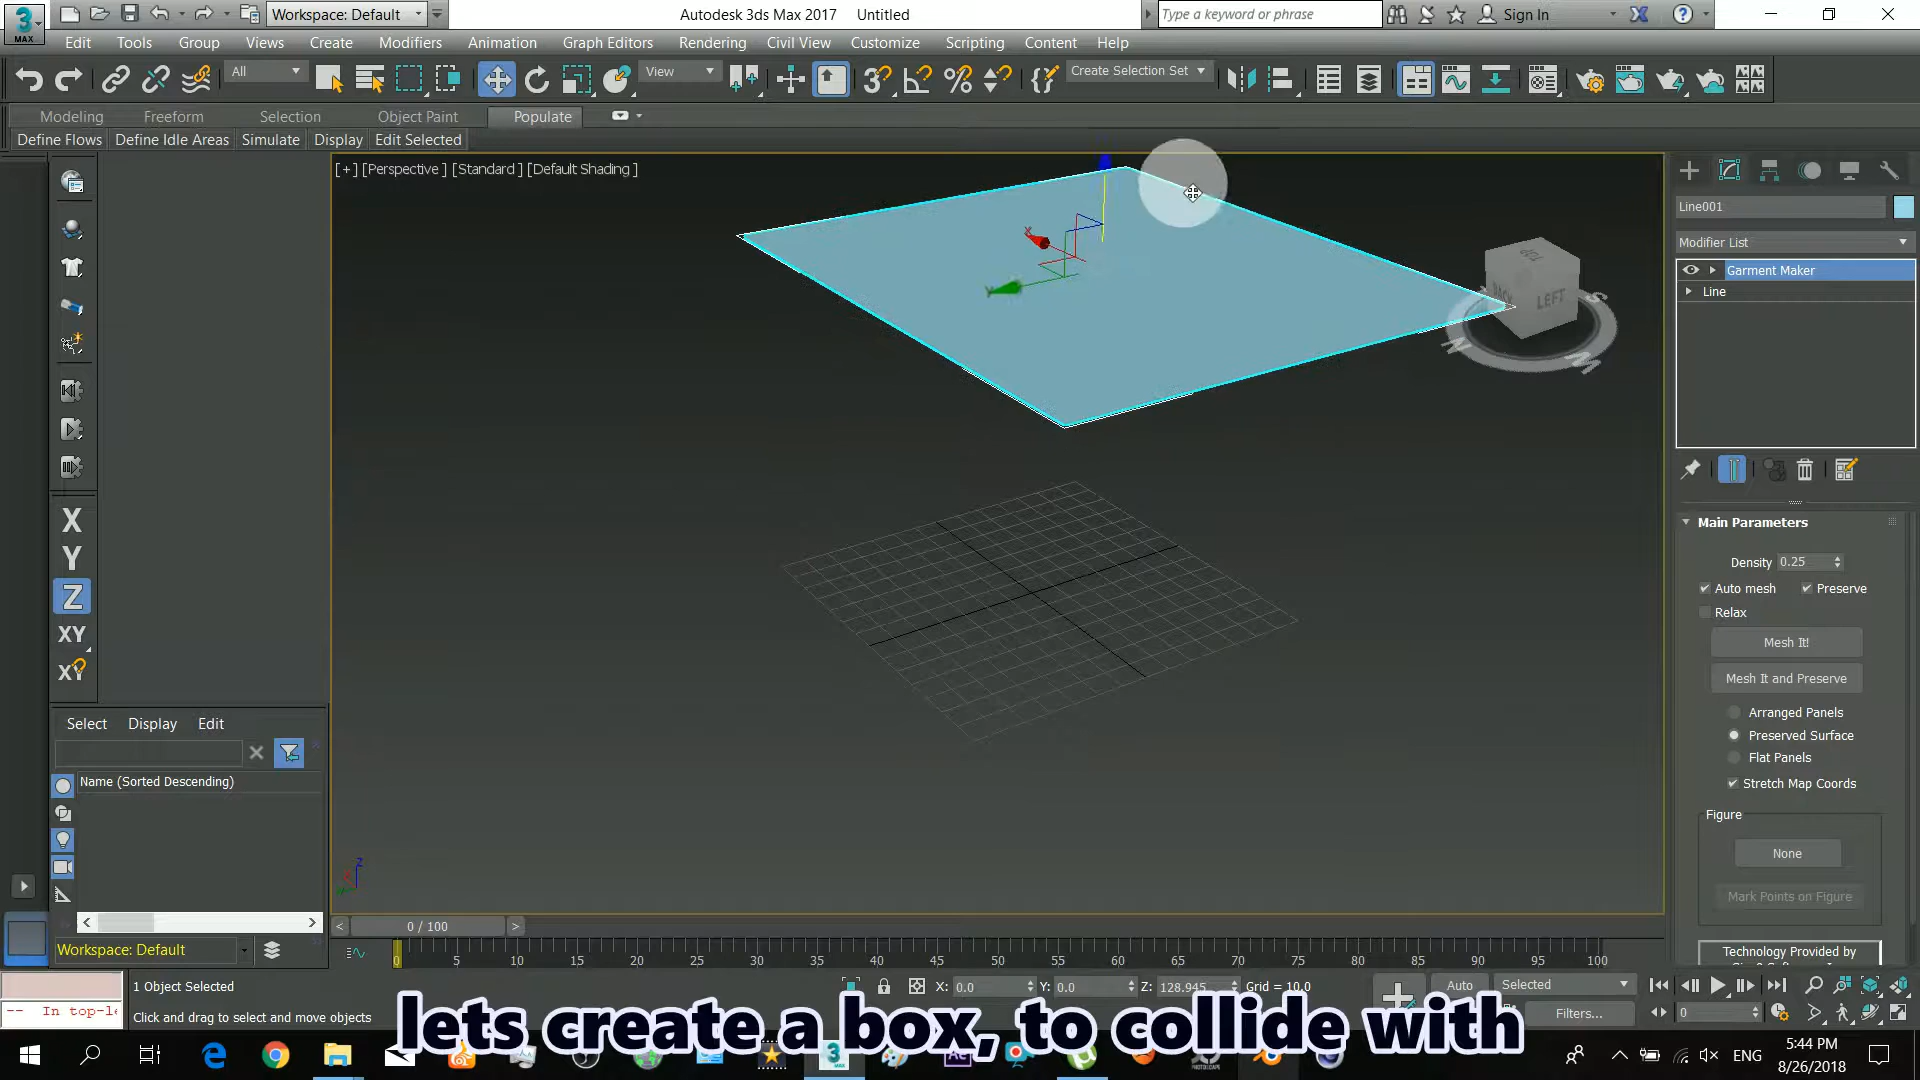 3
MAX
Workspace: Default
Autodesk 3ds Max 2017 Untitled
Type a keyword or phrase
Sign In
Edit Tools Group Views Create Modifiers Animation Graph Editors Rendering Civil View Customize Scripting Content Help
All
View
Create Selection Set
Modeling Freeform Selection Object Paint Populate
Define Flows Define Idle Areas Simulate Display Edit Selected
[+] [Perspective ] [Standard ] [Default Shading ]
Line001
Modifier List
Garment Maker
Line
TOP
BACK
LEFT
Main Parameters
Density 0.25
Auto mesh Preserve
Relax
Mesh It!
Mesh It and Preserve
Arranged Panels
Preserved Surface
Flat Panels
Stretch Map Coords
Figure
None
Mark Points on Figure
Technology Provided by
X
Y
Z
XY
XY
Select Display Edit
Name (Sorted Descending)
Workspace: Default
0 / 100
0 5 10 15 20 25 30 35 40 45 50 55 60 65 70 75 80 85 90 95 100
1 Object Selected
X: 0.0 Y: 0.0 Z: 128.945 Grid = 10.0
Auto
Selected
-- In top-le
Click and drag to select and move objects
Filters...
0
lets create a box, to collide with
ENG
5:44 PM
8/26/2018